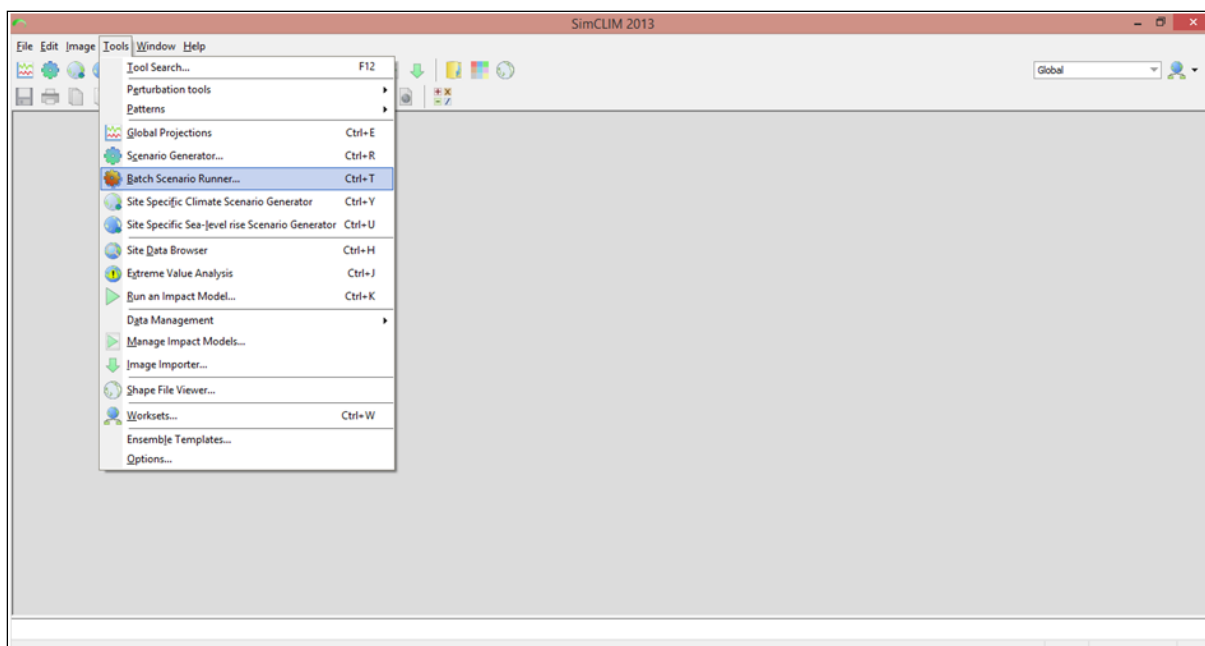 SimCLIM 2013
File Edit Image Tools Window Help
Tool Search... F12
Global
Perturbation tools
Patterns
Global Projections Ctrl+E
Scenario Generator... Ctrl+R
Batch Scenario Runner... Ctrl+T
Site Specific Climate Scenario Generator Ctrl+Y
Site Specific Sea-level rise Scenario Generator Ctrl+U
Site Data Browser Ctrl+H
Extreme Value Analysis Ctrl+J
Run an Impact Model... Ctrl+K
Data Management
Manage Impact Models...
Image Importer...
Shape File Viewer...
Worksets... Ctrl+W
Ensemble Templates...
Options...